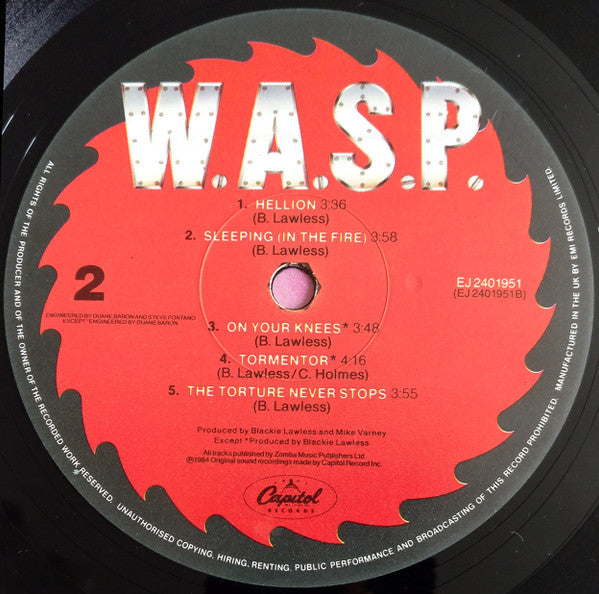 W.A.S.P.
1. HELLION 3:36
(B. Lawless)
2. SLEEPING (IN THE FIRE) 3:58
(B. Lawless)
2
EJ 2401951
(EJ 2401951B)
ENGINEERED BY DUANE BARON AND STEVE FONTANO
EXCEPT *ENGINEERED BY DUANE BARON
3. ON YOUR KNEES* 3:48
(B. Lawless)
4. TORMENTOR* 4:16
(B. Lawless/C. Holmes)
5. THE TORTURE NEVER STOPS 3:55
(B. Lawless)
Produced by Blackie Lawless and Mike Varney
Except *Produced by Blackie Lawless
All tracks published by Zomba Music Publishers Ltd
℗1984 Original sound recordings made by Capitol Record Inc.
Capitol
RECORDS
ALL RIGHTS OF THE PRODUCER AND OF THE OWNER OF THE RECORDED WORK RESERVED. UNAUTHORISED COPYING, HIRING, RENTING, PUBLIC PERFORMANCE AND BROADCASTING OF THIS RECORD PROHIBITED. MANUFACTURED IN THE UK BY EMI RECORDS LIMITED.